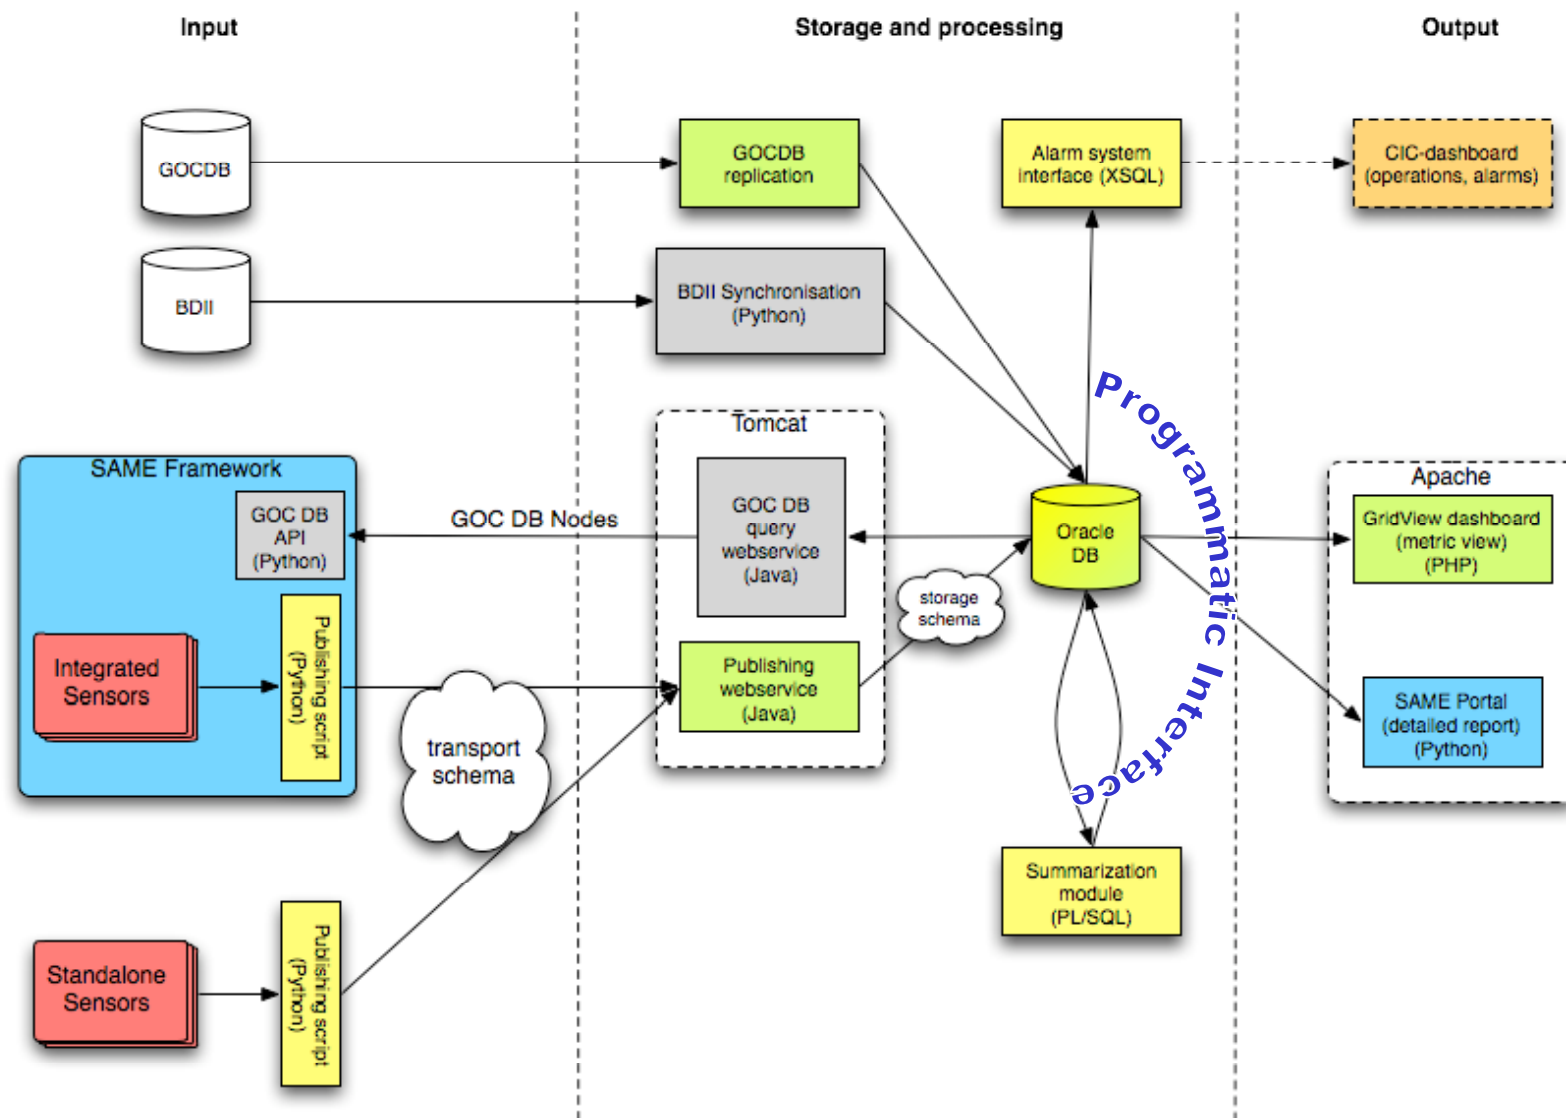 Input
Storage and processing
Output
GOCDB
GOCDB
replication
Alarm system
interface (XSQL)
CIC-dashboard
(operations, alarms)
BDII
BDII Synchronisation
(Python)
Programmatic Interface
Tomcat
SAME Framework
GOC DB
API
(Python)
GOC DB Nodes
GOC DB
query
webservice
(Java)
Oracle
DB
Apache
GridView dashboard
(metric view)
(PHP)
storage
schema
Integrated
Sensors
Publishing script
(Python)
transport
schema
Publishing
webservice
(Java)
SAME Portal
(detailed report)
(Python)
Summarization
module
(PL/SQL)
Standalone
Sensors
Publishing script
(Python)